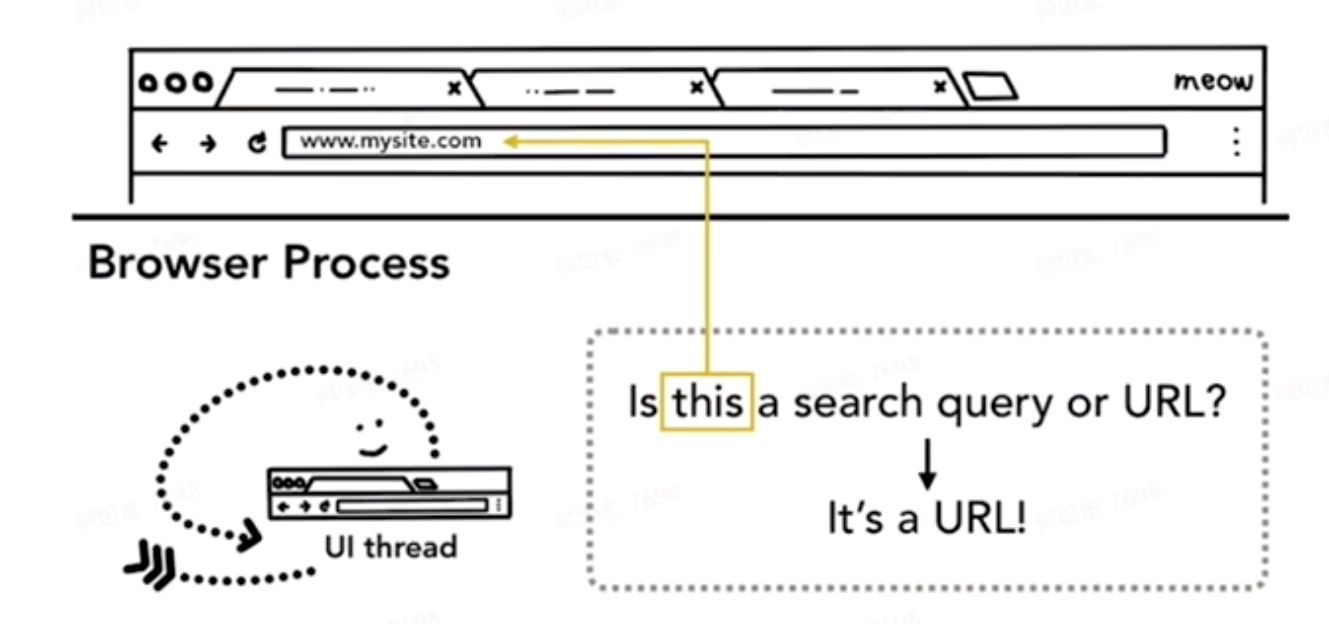 meow
www.mysite.com
Browser Process
Is this a search query or URL?
It's a URL!
UI thread